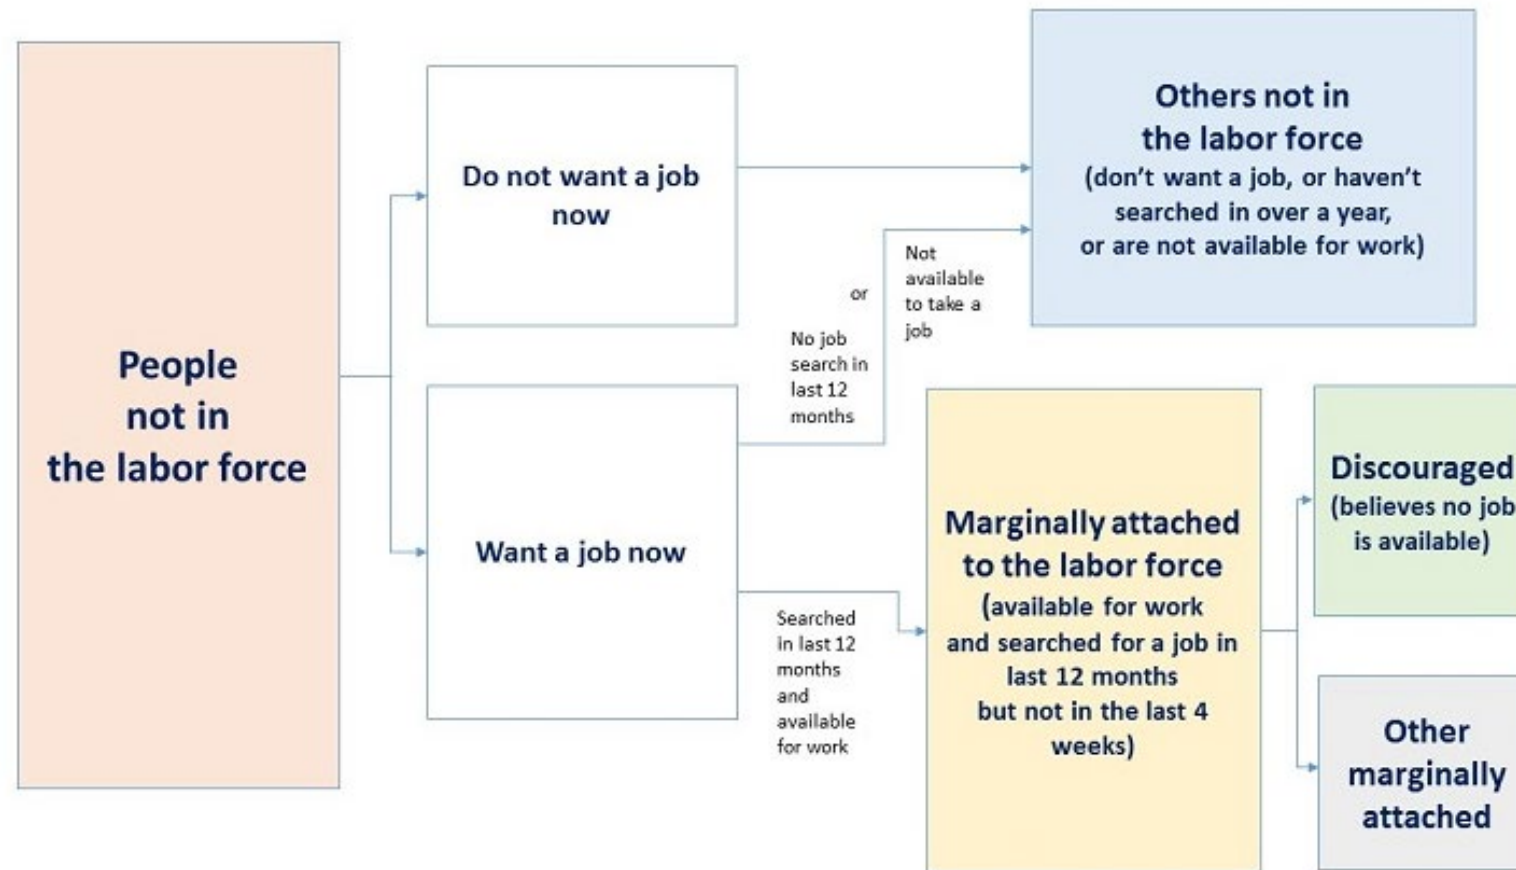 People
not in
the labor force
Do not want a job
now
Want a job now
or
No job
search in
last 12
months
Not
available
to take a
job
Searched
in last 12
months
and
available
for work
Others not in
the labor force
(don't want a job, or haven't
searched in over a year,
or are not available for work)
Marginally attached
to the labor force
(available for work
and searched for a job in
last 12 months
but not in the last 4
weeks)
Discouraged
(believes no job
is available)
Other
marginally
attached